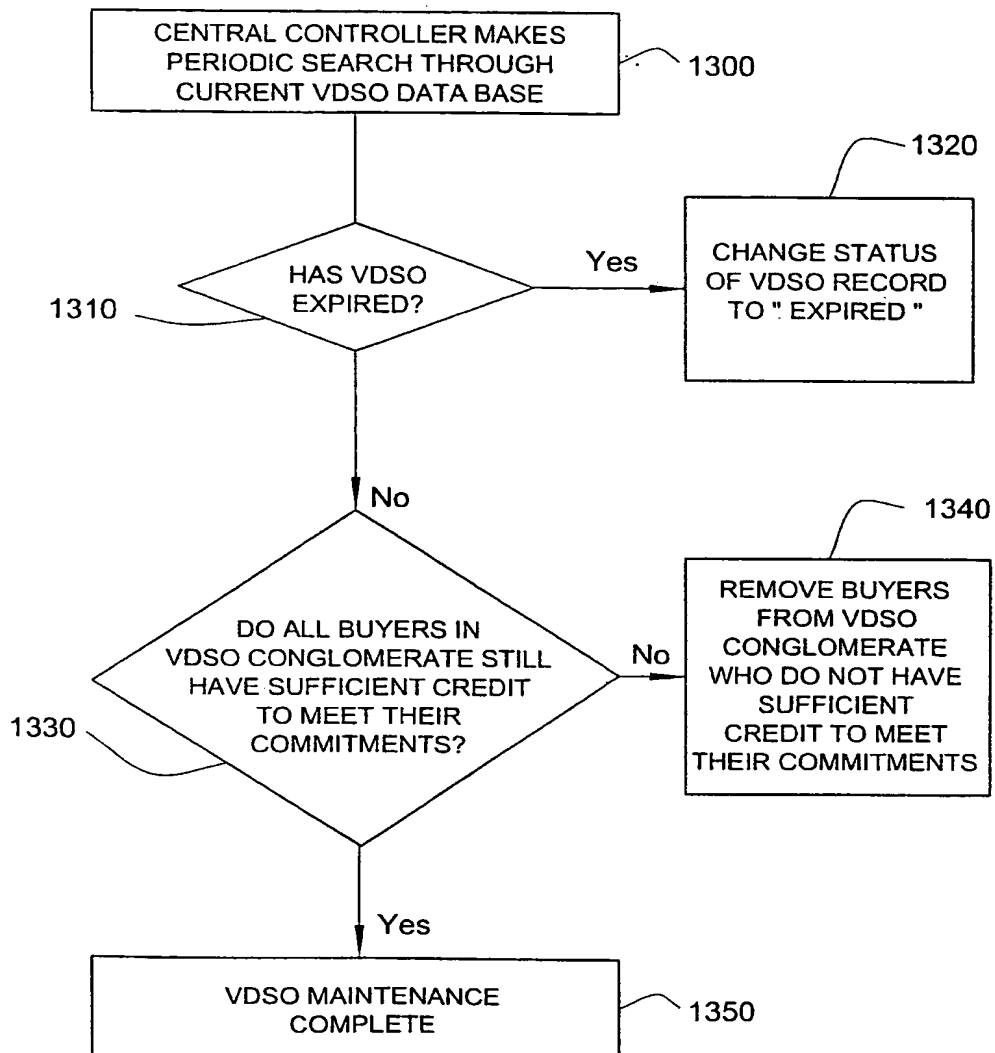 CENTRAL CONTROLLER MAKES
PERIODIC SEARCH THROUGH
CURRENT VDSO DATA BASE
1300
1320
HAS VDSO
EXPIRED?
1310
Yes
CHANGE STATUS
OF VDSO RECORD
TO " EXPIRED "
No
1340
DO ALL BUYERS IN
VDSO CONGLOMERATE STILL
HAVE SUFFICIENT CREDIT
TO MEET THEIR
COMMITMENTS?
1330
No
REMOVE BUYERS
FROM VDSO
CONGLOMERATE
WHO DO NOT HAVE
SUFFICIENT
CREDIT TO MEET
THEIR COMMITMENTS
Yes
VDSO MAINTENANCE
COMPLETE
1350